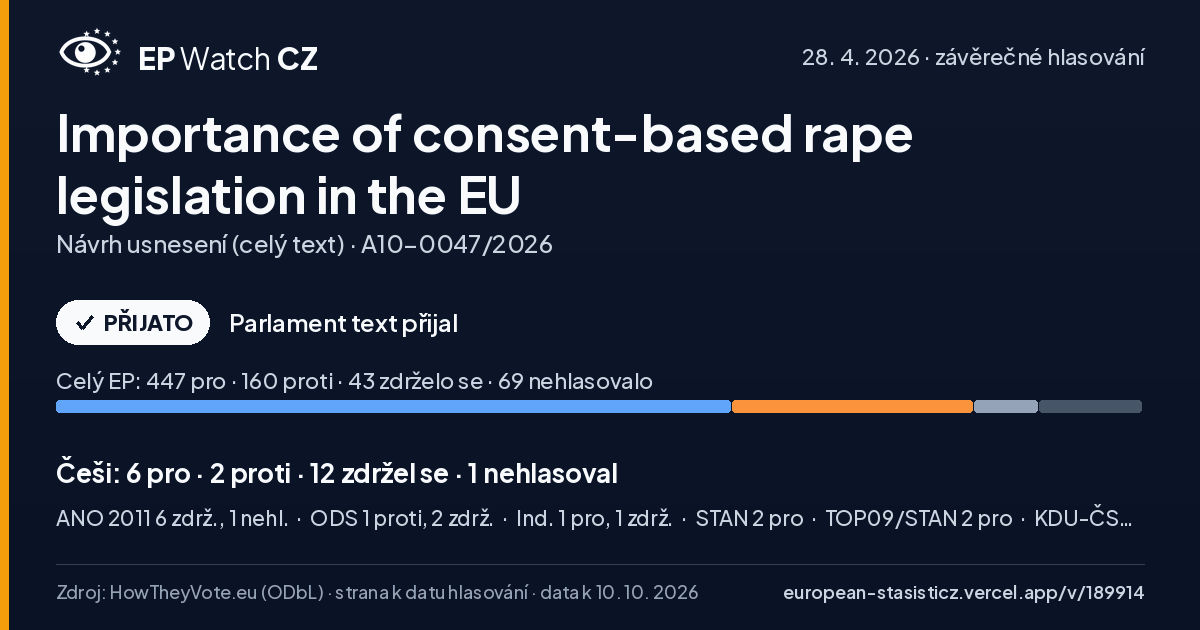 EP Watch CZ
28. 4. 2026 · závěrečné hlasování
Importance of consent-based rape
legislation in the EU
Návrh usnesení (celý text) · A10-0047/2026
✓ PŘIJATO
Parlament text přijal
Celý EP: 447 pro · 160 proti · 43 zdrželo se · 69 nehlasovalo
Češi: 6 pro · 2 proti · 12 zdržel se · 1 nehlasoval
ANO 2011 6 zdrž., 1 nehl. · ODS 1 proti, 2 zdrž. · Ind. 1 pro, 1 zdrž. · STAN 2 pro · TOP09/STAN 2 pro · KDU-ČS…
Zdroj: HowTheyVote.eu (ODbL) · strana k datu hlasování · data k 10. 10. 2026
european-stasisticz.vercel.app/v/189914